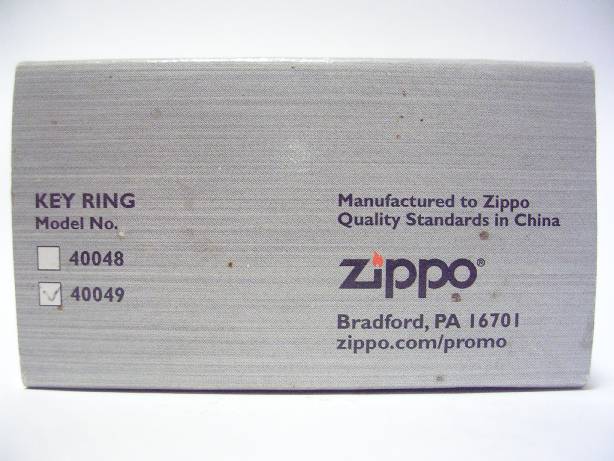 KEY RING
Model No.
40048
40049
Manufactured to Zippo
Quality Standards in China
zippo®
Bradford, PA 16701
zippo.com/promo